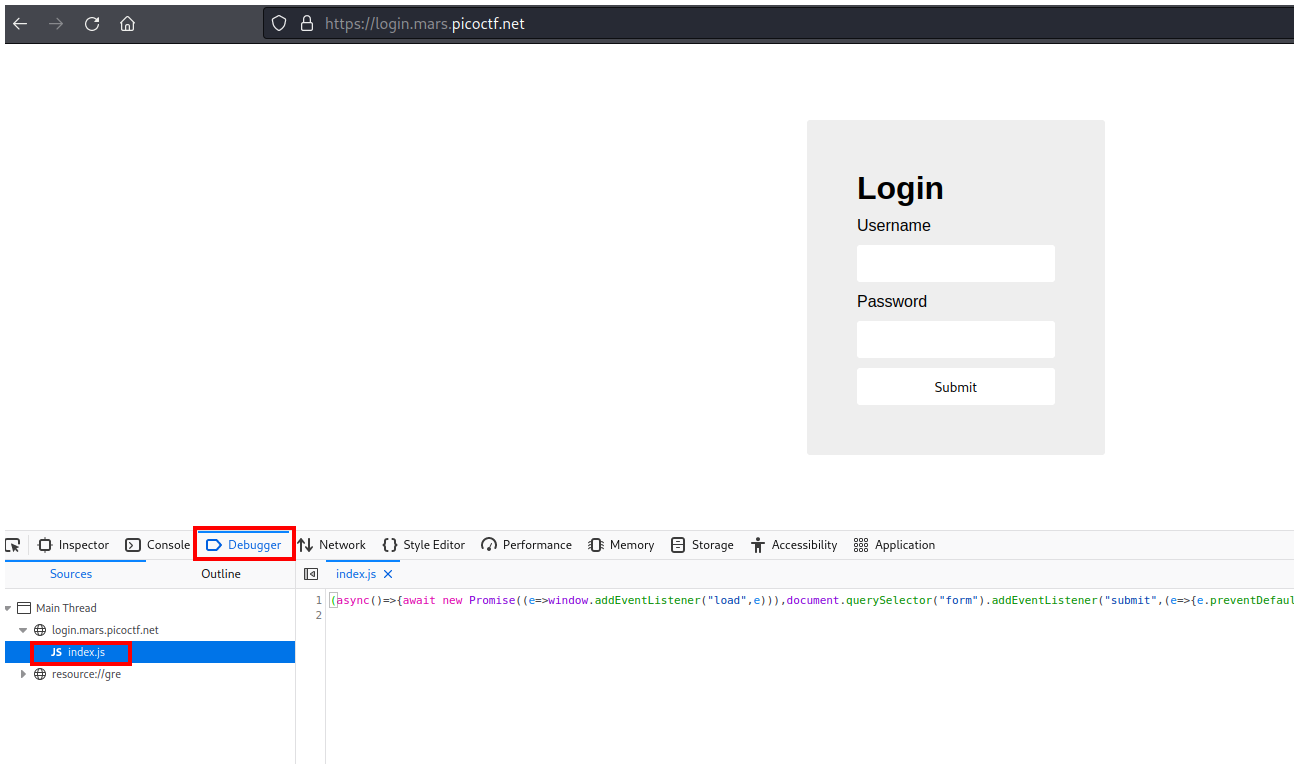 https://login.mars.picoctf.net
Login
Username
Password
Submit
Inspector Console Debugger Network Style Editor Performance Memory Storage Accessibility Application
Sources Outline index.js
Main Thread
login.mars.picoctf.net
JS index.js
resource://gre
1 (async()=>{await new Promise((e=>window.addEventListener("load",e))),document.querySelector("form").addEventListener("submit",(e=>{e.preventDefaul
2